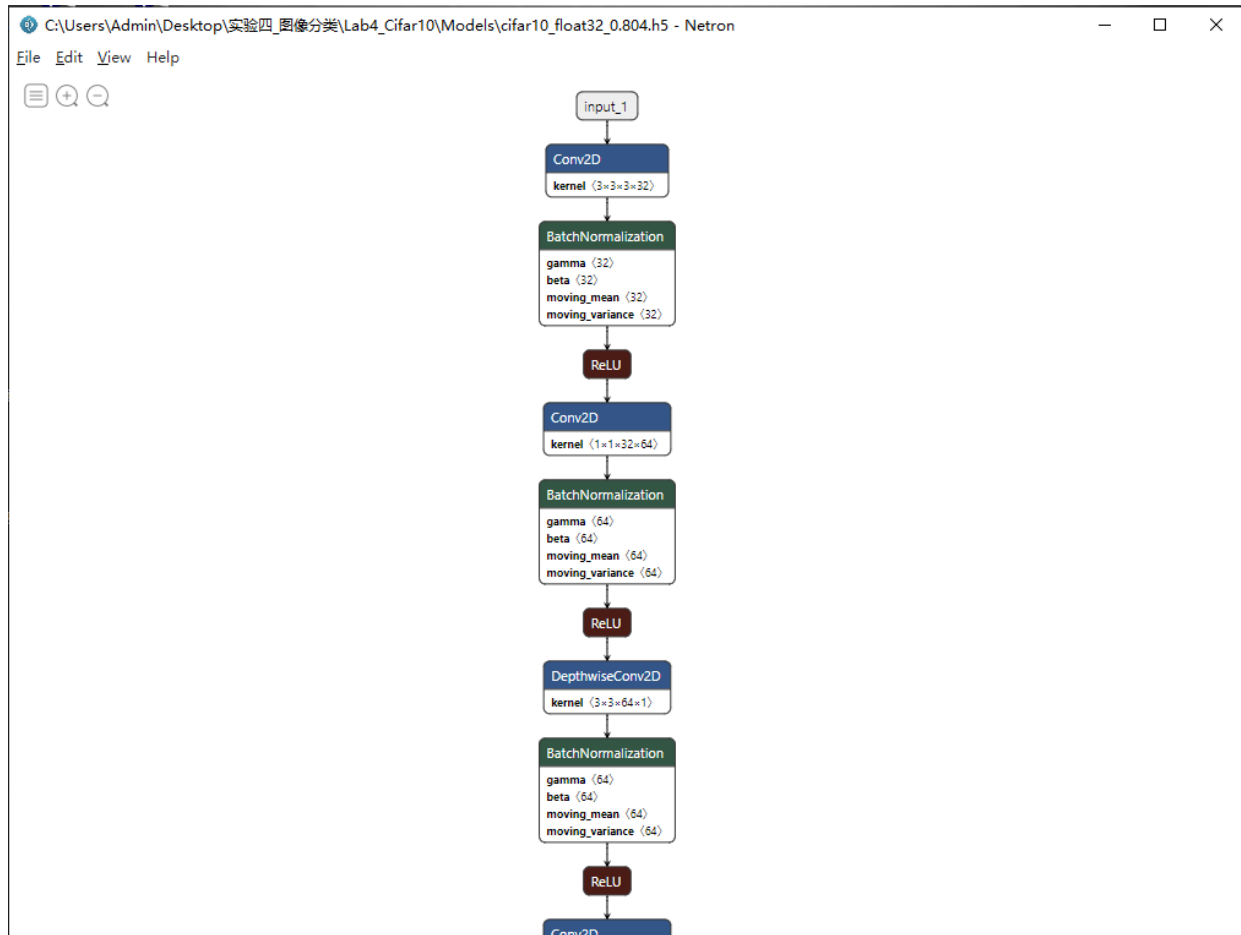 C:\Users\Admin\Desktop\实验四_图像分类\Lab4_Cifar10\Models\cifar10_float32_0.804.h5 - Netron
File Edit View Help
input_1
Conv2D
kernel 〈3×3×3×32〉
BatchNormalization
gamma 〈32〉
beta 〈32〉
moving_mean 〈32〉
moving_variance 〈32〉
ReLU
Conv2D
kernel 〈1×1×32×64〉
BatchNormalization
gamma 〈64〉
beta 〈64〉
moving_mean 〈64〉
moving_variance 〈64〉
ReLU
DepthwiseConv2D
kernel 〈3×3×64×1〉
BatchNormalization
gamma 〈64〉
beta 〈64〉
moving_mean 〈64〉
moving_variance 〈64〉
ReLU
Conv2D